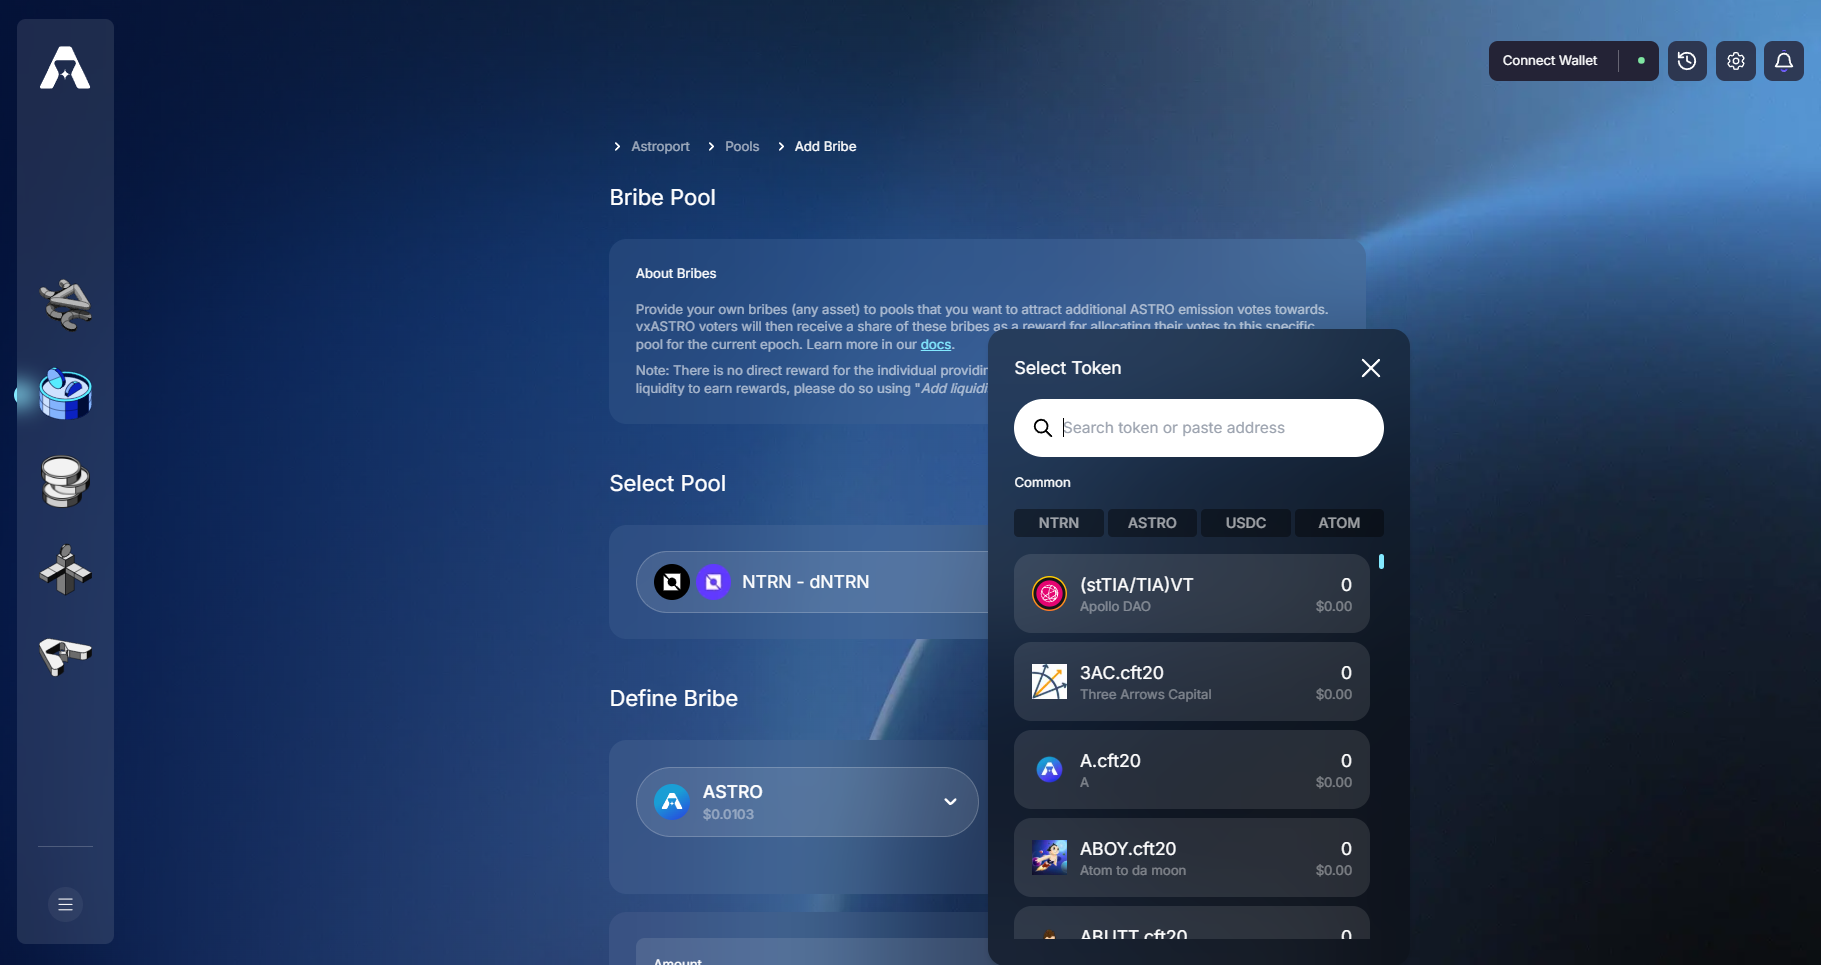 Connect Wallet
Astroport
Pools
Add Bribe
Bribe Pool
About Bribes
Provide your own bribes (any asset) to pools that you want to attract additional ASTRO emission votes towards.
vxASTRO voters will then receive a share of these bribes as a reward for allocating their votes to this specific
pool for the current epoch. Learn more in our docs.
Note: There is no direct reward for the individual providin
liquidity to earn rewards, please do so using "Add liquidi
Select Pool
NTRN - dNTRN
Define Bribe
ASTRO
$0.0103
Amount
Select Token
Search token or paste address
Common
NTRN
ASTRO
USDC
ATOM
(stTIA/TIA)VT
0
Apollo DAO
$0.00
3AC.cft20
0
Three Arrows Capital
$0.00
A.cft20
0
A
$0.00
ABOY.cft20
0
Atom to da moon
$0.00
ABUTT.cft20
0